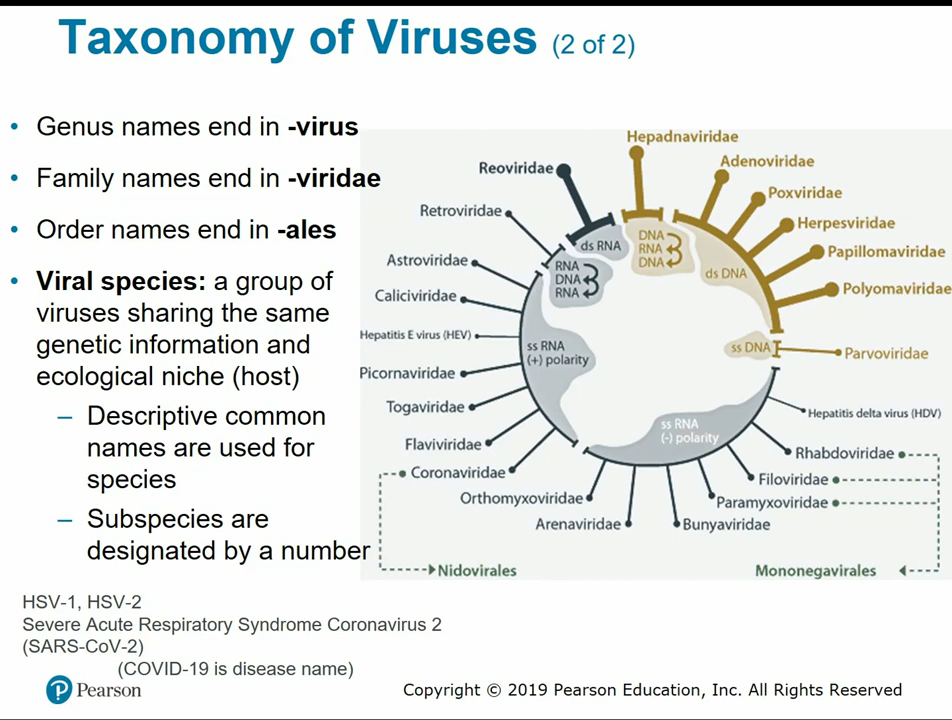 Taxonomy of Viruses (2 of 2)
• Genus names end in -virus
• Family names end in -viridae
• Order names end in -ales
• Viral species: a group of
viruses sharing the same
genetic information and
ecological niche (host)
– Descriptive common
names are used for
species
– Subspecies are
designated by a number
HSV-1, HSV-2
Severe Acute Respiratory Syndrome Coronavirus 2
(SARS-CoV-2)
(COVID-19 is disease name)
Hepadnaviridae
Adenoviridae
Poxviridae
Herpesviridae
Papillomaviridae
Polyomaviridae
Parvoviridae
Hepatitis delta virus (HDV)
Rhabdoviridae
Filoviridae
Paramyxoviridae
Bunyaviridae
Arenaviridae
Orthomyxoviridae
Coronaviridae
Flaviviridae
Togaviridae
Picornaviridae
Hepatitis E virus (HEV)
Caliciviridae
Astroviridae
Retroviridae
Reoviridae
ds RNA
DNA
RNA
DNA
ds DNA
ss DNA
ss RNA
(-) polarity
ss RNA
(+) polarity
RNA
DNA
RNA
Nidovirales
Mononegavirales
P Pearson
Copyright © 2019 Pearson Education, Inc. All Rights Reserved